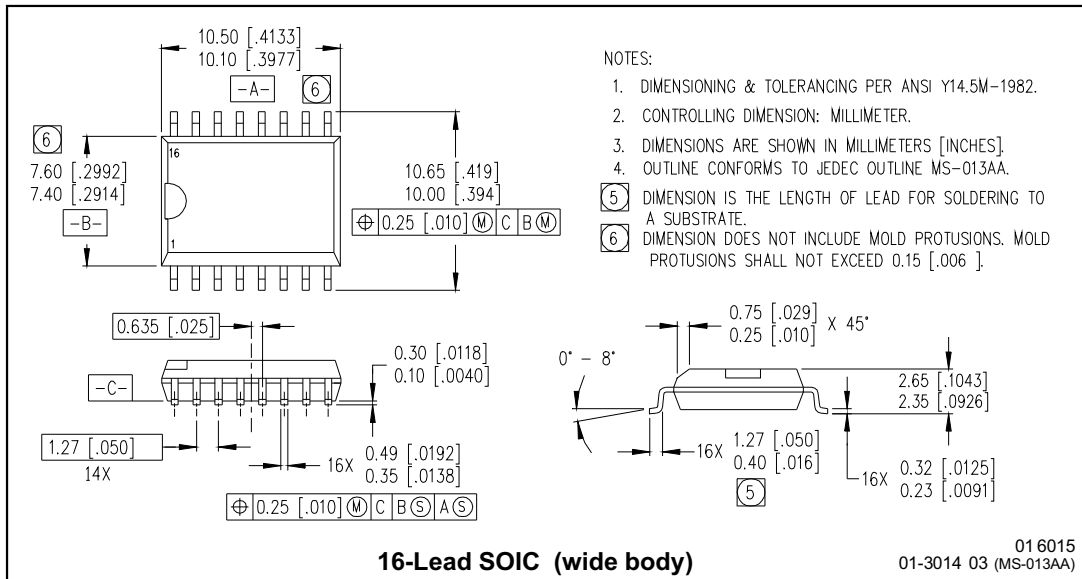 10.50 [.4133]
10.10 [.3977]
-A- 6
6
7.60 [.2992]
7.40 [.2914]
-B-
16
1
10.65 [.419]
10.00 [.394]
⌖ 0.25 [.010] Ⓜ C B Ⓜ
NOTES:
1. DIMENSIONING & TOLERANCING PER ANSI Y14.5M-1982.
2. CONTROLLING DIMENSION: MILLIMETER.
3. DIMENSIONS ARE SHOWN IN MILLIMETERS [INCHES].
4. OUTLINE CONFORMS TO JEDEC OUTLINE MS-013AA.
5 DIMENSION IS THE LENGTH OF LEAD FOR SOLDERING TO
A SUBSTRATE.
6 DIMENSION DOES NOT INCLUDE MOLD PROTUSIONS. MOLD
PROTUSIONS SHALL NOT EXCEED 0.15 [.006 ].
0.635 [.025]
-C-
0.30 [.0118]
0.10 [.0040]
1.27 [.050]
14X
16X 0.49 [.0192]
0.35 [.0138]
⌖ 0.25 [.010] Ⓜ C B Ⓢ A Ⓢ
0.75 [.029]
0.25 [.010] X 45°
0° - 8°
2.65 [.1043]
2.35 [.0926]
16X 1.27 [.050]
0.40 [.016]
5
16X 0.32 [.0125]
0.23 [.0091]
16-Lead SOIC (wide body)
01 6015
01-3014 03 (MS-013AA)